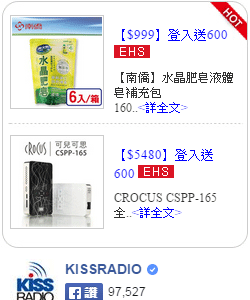 HOT
南僑
水晶肥皂
6入/箱
【$999】登入送600
EHS
【南僑】水晶肥皂液體
皂補充包
160..<詳全文>
CROCUS 可兒可思
CSPP-165
【$5480】登入送
600 EHS
CROCUS CSPP-165
全..<詳全文>
KISS
RADIO
KISSRADIO
讚 97,527